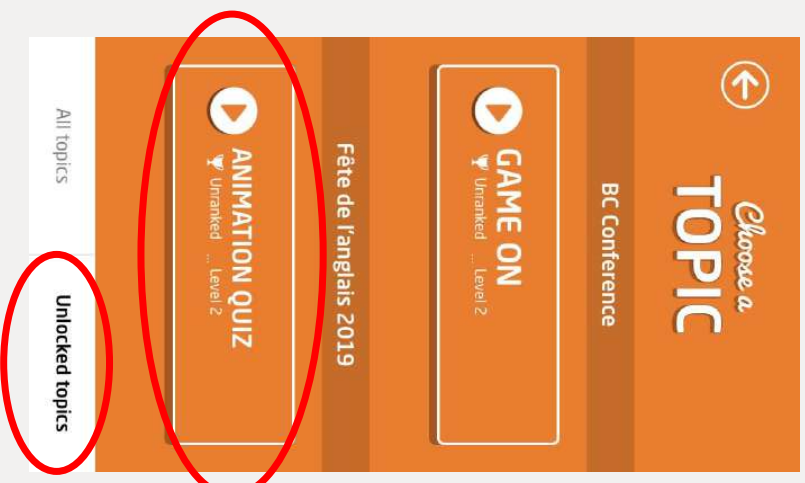 Choose a
TOPIC
BC Conference
GAME ON
Unranked ... Level 2
Fête de l'anglais 2019
ANIMATION QUIZ
Unranked ... Level 2
All topics
Unlocked topics